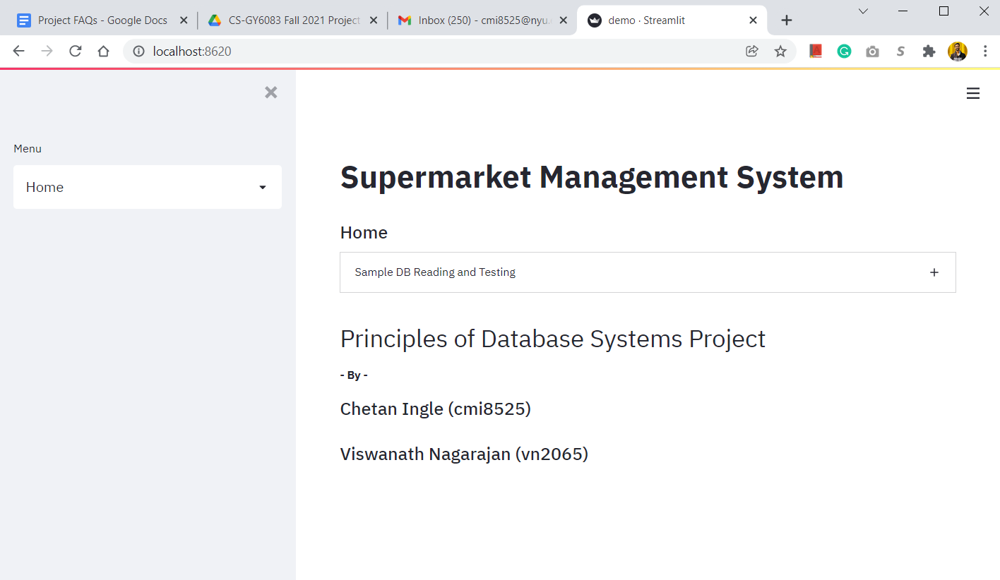 Project FAQs - Google Docs
CS-GY6083 Fall 2021 Project
Inbox (250) - cmi8525@nyu.
demo · Streamlit
localhost:8620
Menu
Home
Supermarket Management System
Home
Sample DB Reading and Testing
Principles of Database Systems Project
- By -
Chetan Ingle (cmi8525)
Viswanath Nagarajan (vn2065)